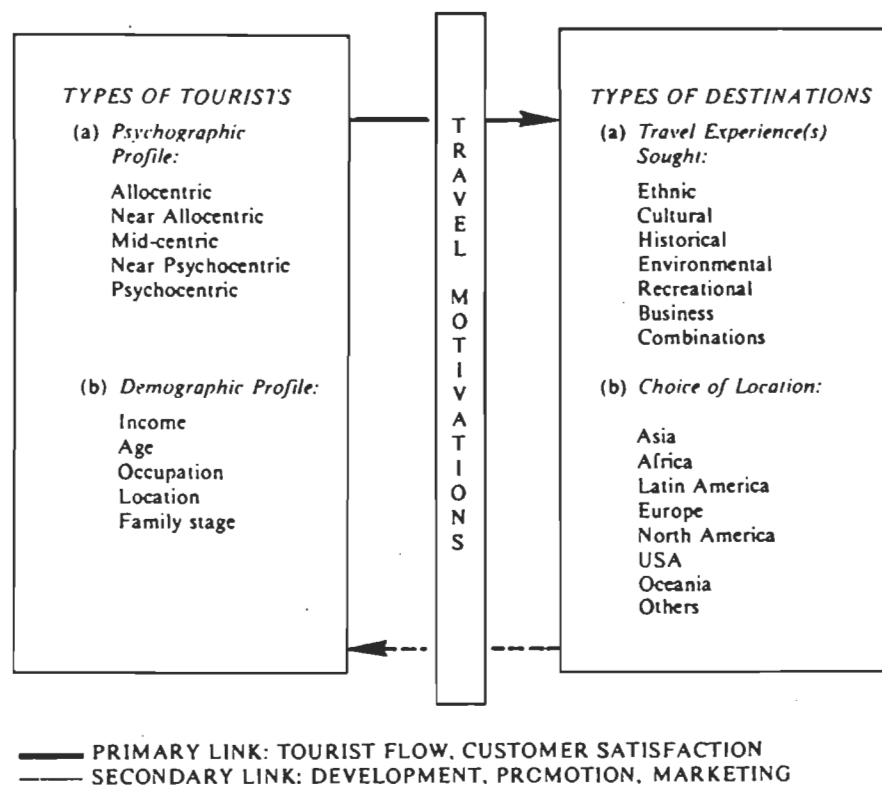 TYPES OF TOURISTS
(a) Psychographic
Profile:
Allocentric
Near Allocentric
Mid-centric
Near Psychocentric
Psychocentric
(b) Demographic Profile:
Income
Age
Occupation
Location
Family stage
TRAVEL MOTIVATIONS
TYPES OF DESTINATIONS
(a) Travel Experience(s)
Sought:
Ethnic
Cultural
Historical
Environmental
Recreational
Business
Combinations
(b) Choice of Location:
Asia
Africa
Latin America
Europe
North America
USA
Oceania
Others
PRIMARY LINK: TOURIST FLOW, CUSTOMER SATISFACTION
SECONDARY LINK: DEVELOPMENT, PROMOTION, MARKETING